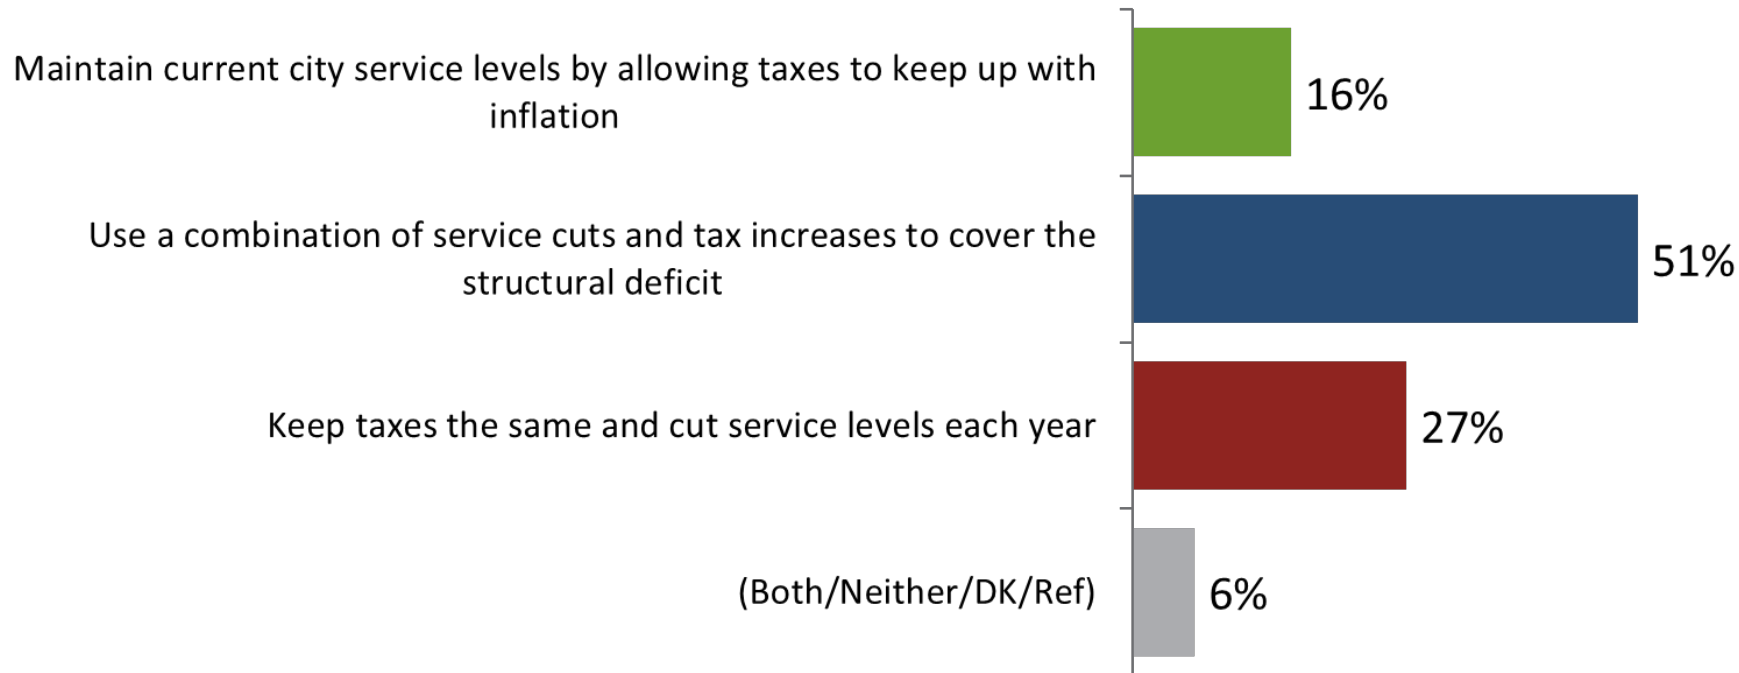 Maintain current city service levels by allowing taxes to keep up with
inflation
16%
Use a combination of service cuts and tax increases to cover the
structural deficit
51%
Keep taxes the same and cut service levels each year
27%
(Both/Neither/DK/Ref)
6%